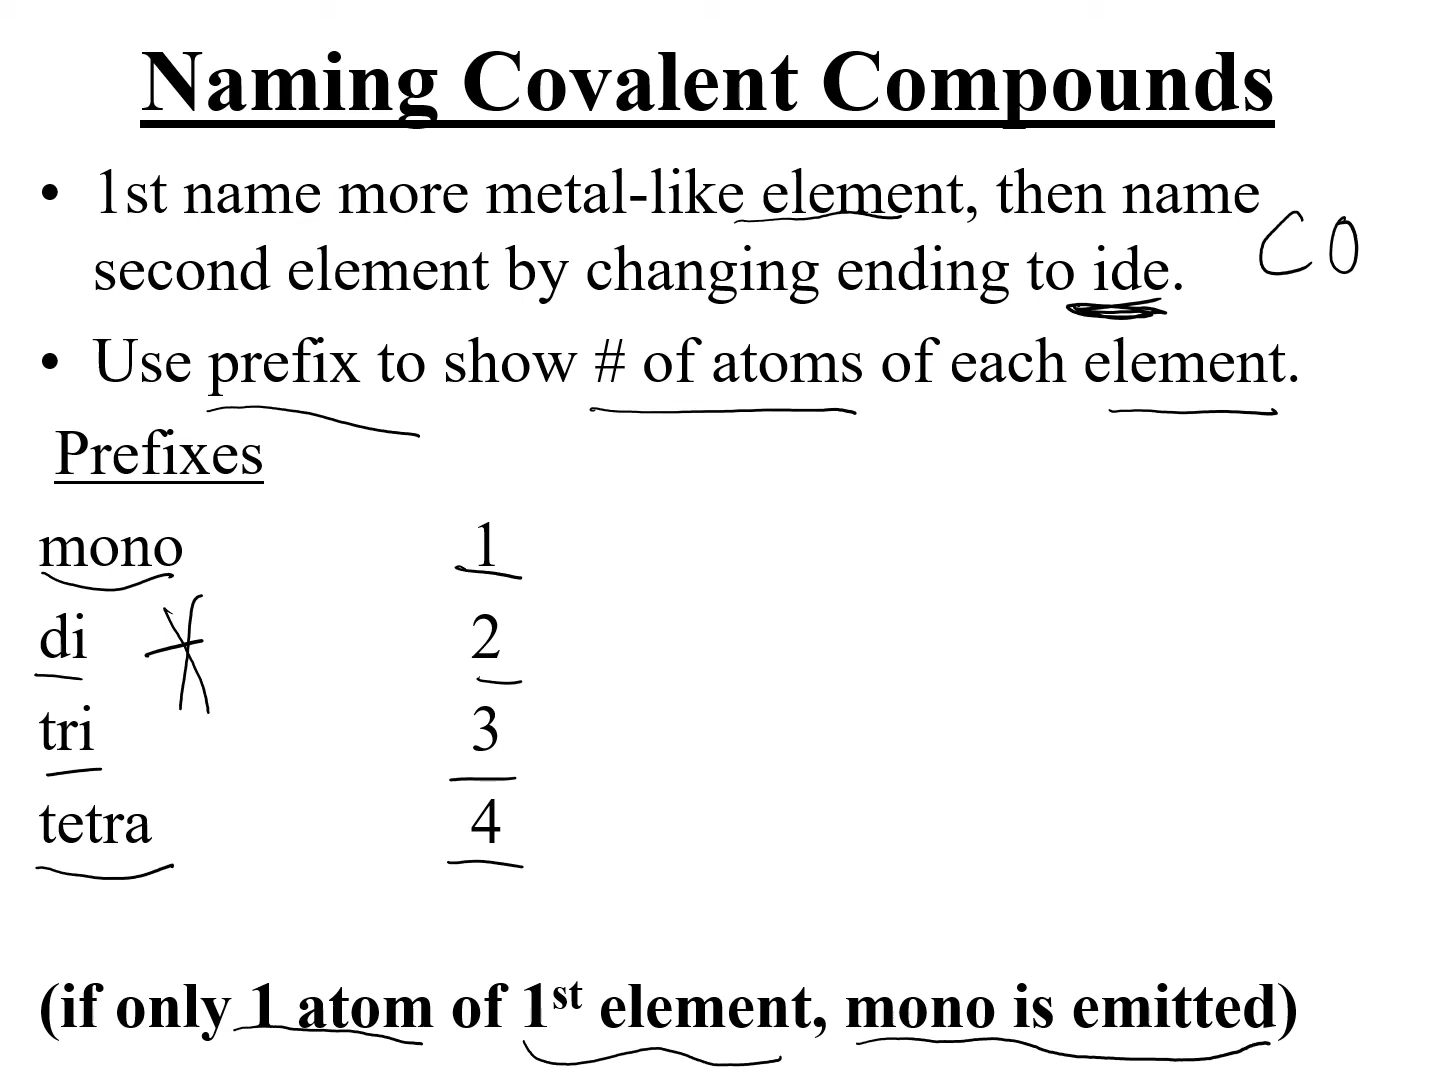 Naming Covalent Compounds
• 1st name more metal-like element, then name
second element by changing ending to ide.
CO
• Use prefix to show # of atoms of each element.
Prefixes
mono 1
di 2
tri 3
tetra 4
(if only 1 atom of 1st element, mono is emitted)